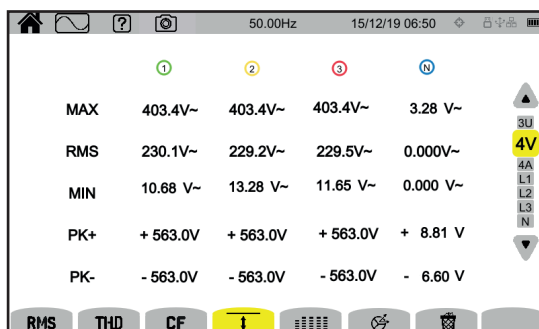 ? 50.00Hz 15/12/19 06:50
1 2 3 N
MAX 403.4V~ 403.4V~ 403.4V~ 3.28 V~
RMS 230.1V~ 229.2V~ 229.5V~ 0.000V~
MIN 10.68 V~ 13.28 V~ 11.65 V~ 0.000 V~
PK+ + 563.0V + 563.0V + 563.0V + 8.81 V
PK- - 563.0V - 563.0V - 563.0V - 6.60 V
3U
4V
4A
L1
L2
L3
N
RMS THD CF